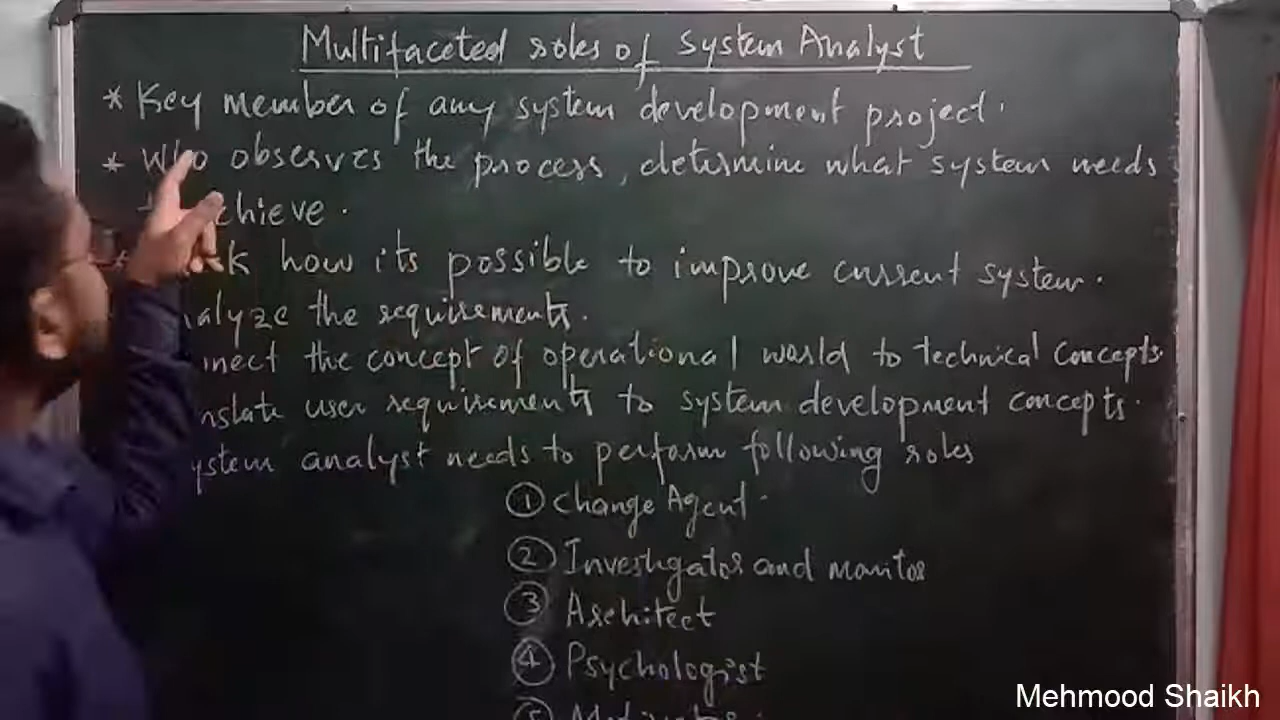 Multifaceted roles of System Analyst
* Key member of any system development project.
* Who observes the process, determine what system needs
chieve.
how its possible to improve current system.
alyze the requirements.
nnect the concept of operational world to technical concepts.
nslate user requirements to system development concepts.
ystem analyst needs to perform following roles
① Change Agent.
② Investigator and monitor
③ Architect
④ Psychologist
⑤ Motivator.
Mehmood Shaikh